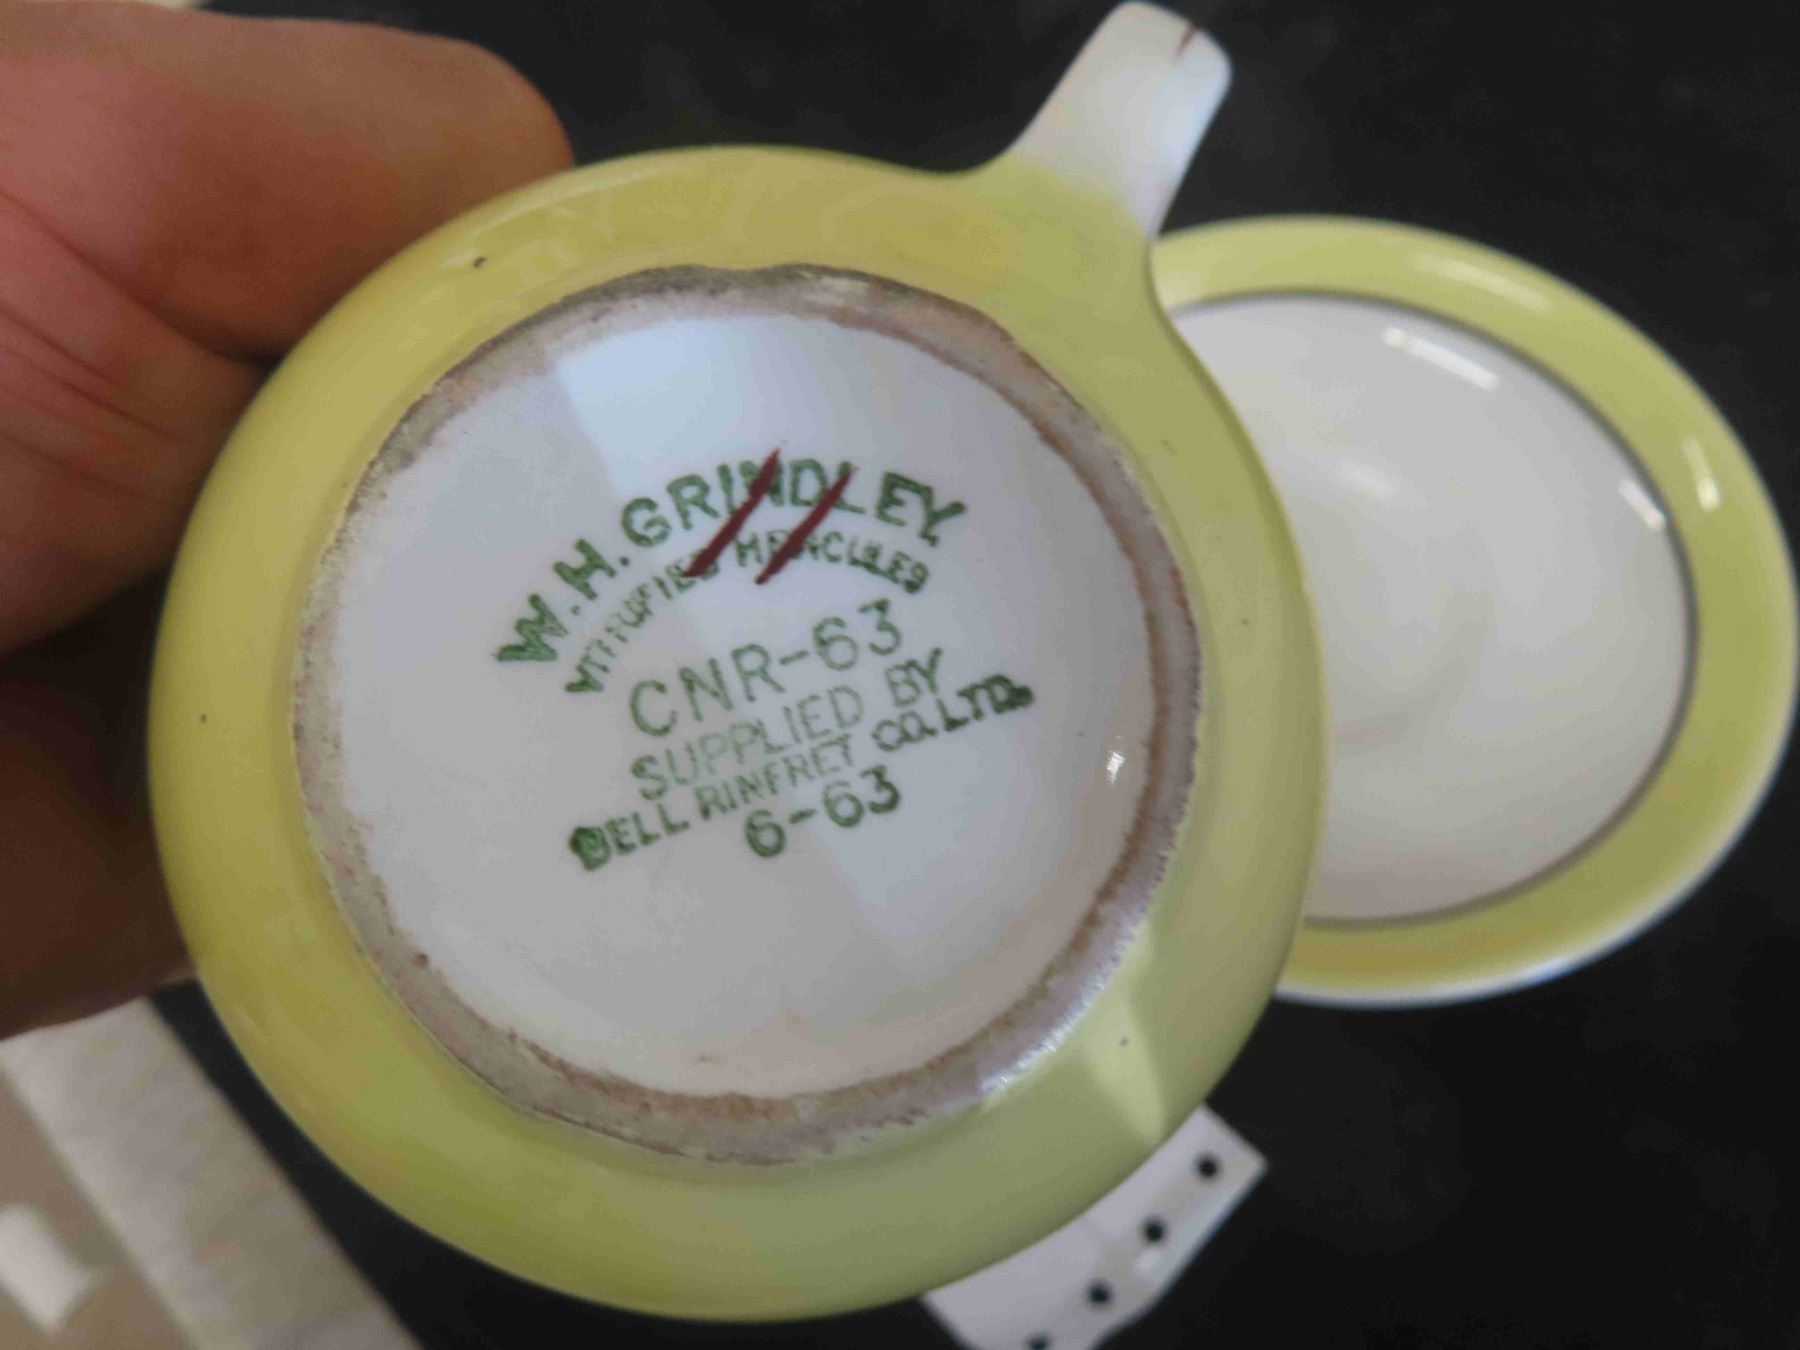 W.H. GRINDLEY
VITRIFIED HERCULES
CNR-63
SUPPLIED BY
BELL RINFRET CO. LTD.
6-63